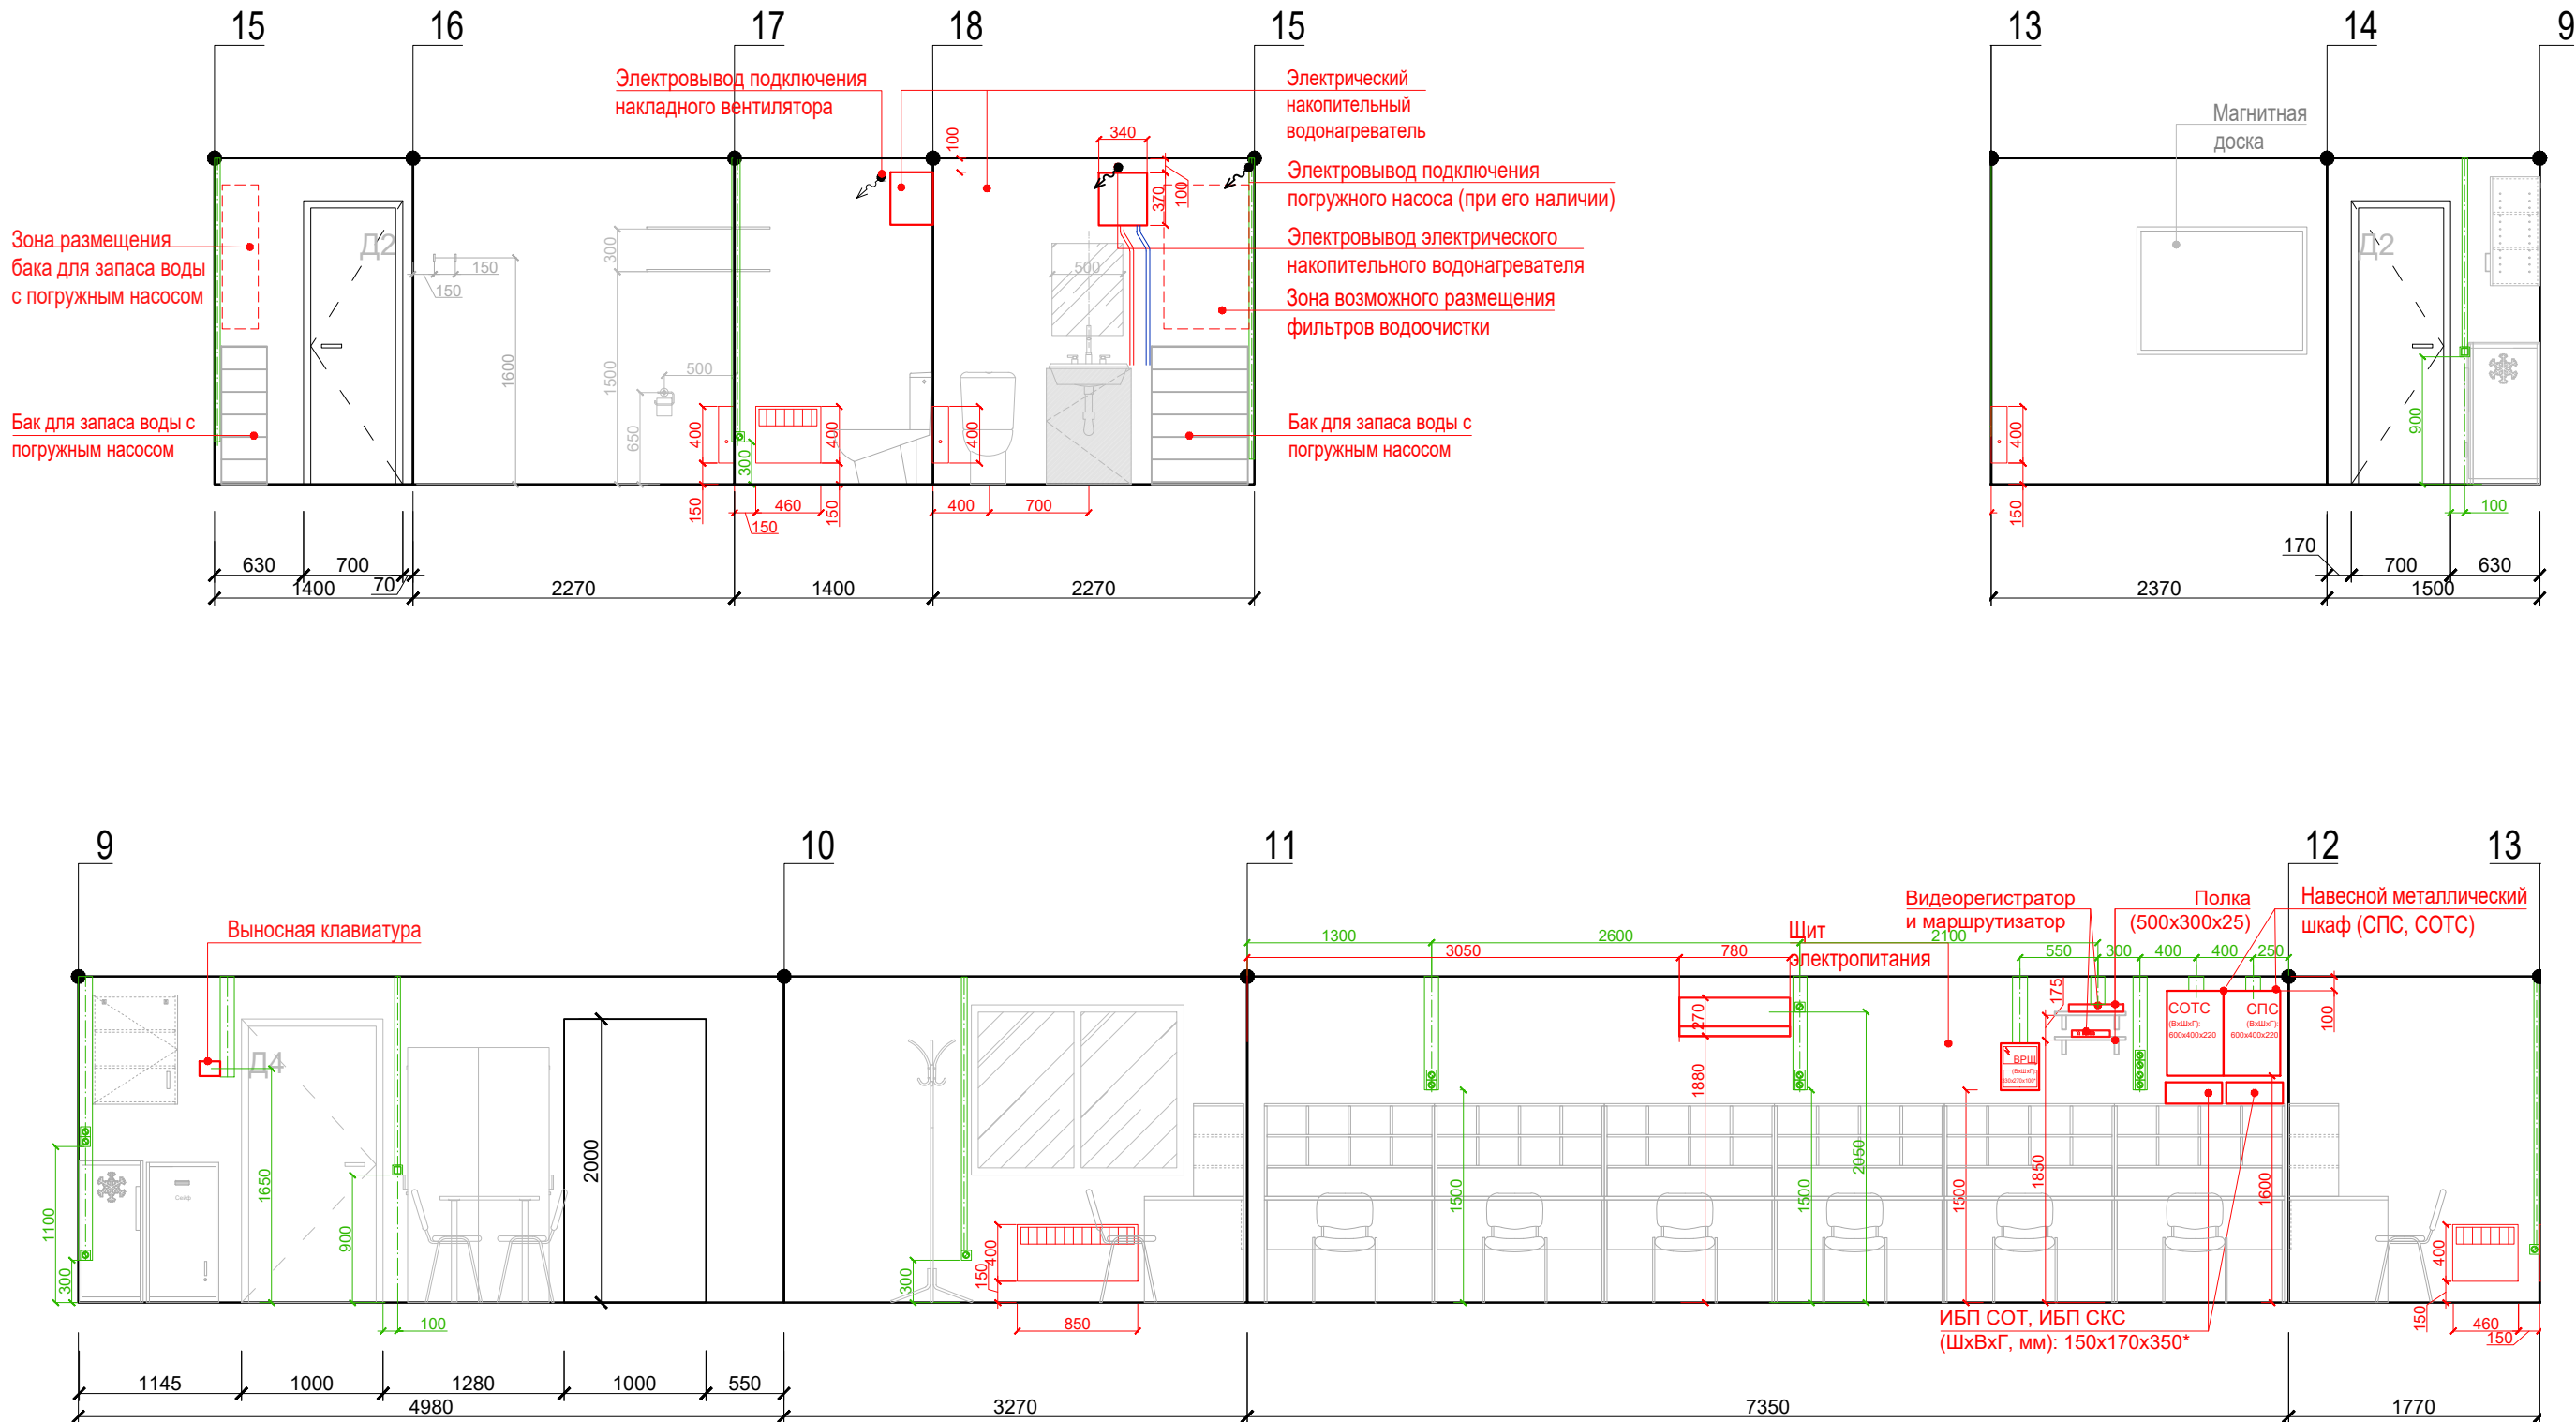 15
16
17
18
15
13
14
9
Электровывод подключения
накладного вентилятора
Электрический
накопительный
водонагреватель
Электровывод подключения
погружного насоса (при его наличии)
Электровывод электрического
накопительного водонагревателя
Зона возможного размещения
фильтров водоочистки
Бак для запаса воды с
погружным насосом
Зона размещения
бака для запаса воды
с погружным насосом
Бак для запаса воды с
погружным насосом
Магнитная
доска
Д2
Д2
100
340
370
100
300
150
150
500
1600
1500
500
650
400
300
400
400
150
460
150
150
400
700
630
700
70
1400
2270
1400
2270
400
150
900
100
170
700
630
2370
1500
9
10
11
12
13
Выносная клавиатура
Видеорегистратор
и маршрутизатор
Полка
(500x300x25)
Навесной металлический
шкаф (СПС, СОТС)
Щит
электропитания
1300
2600
2100
3050
780
550
300
400
400
250
175
270
100
СОТС
(ВхШхГ):
600x400x220
СПС
(ВхШхГ):
600x400x220
ВРЩ
(ВхШхГ):
Д4
Сейф
1100
300
1650
900
2000
300
400
150
1500
1880
1500
2050
1500
1850
1600
400
150
100
850
460
150
ИБП СОТ, ИБП СКС
(ШхВхГ, мм): 150x170x350*
1145
1000
1280
1000
550
4980
3270
7350
1770